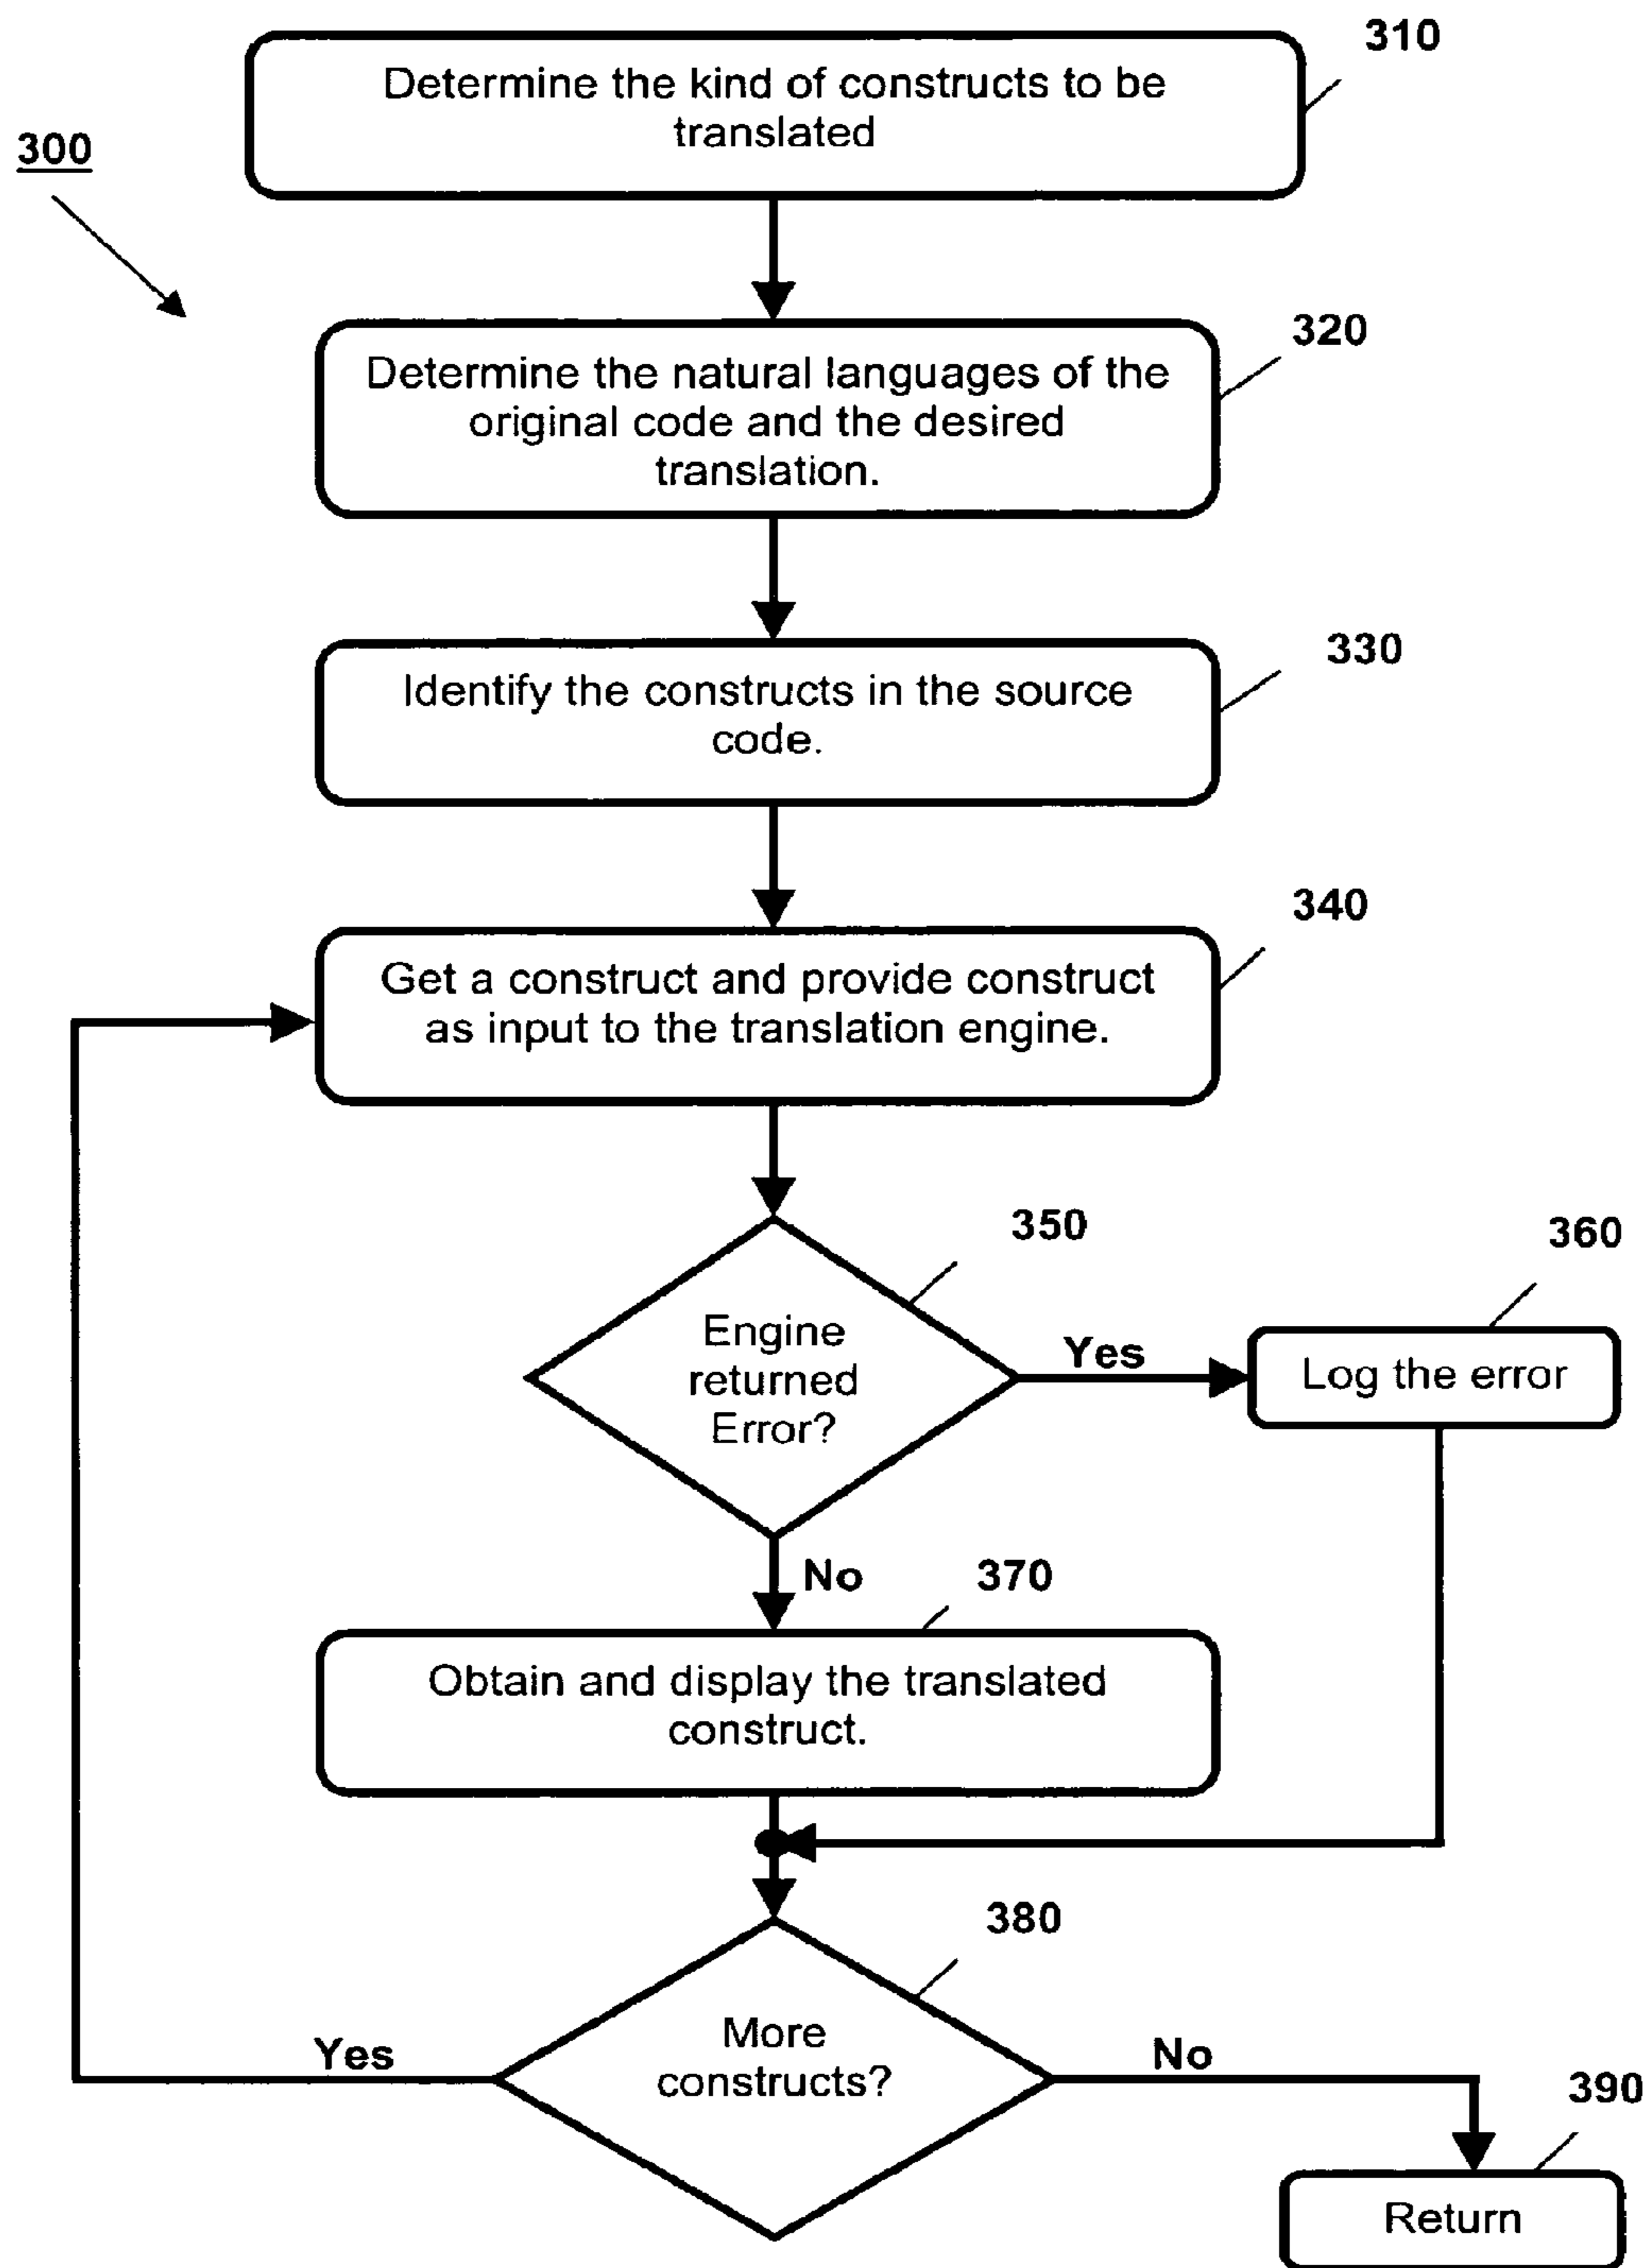 310
Determine the kind of constructs to be
translated
300
320
Determine the natural languages of the
original code and the desired
translation.
330
Identify the constructs in the source
code.
340
Get a construct and provide construct
as input to the translation engine.
350
360
Engine
returned
Error?
Yes
Log the error
No
370
Obtain and display the translated
construct.
380
More
constructs?
Yes
No
390
Return